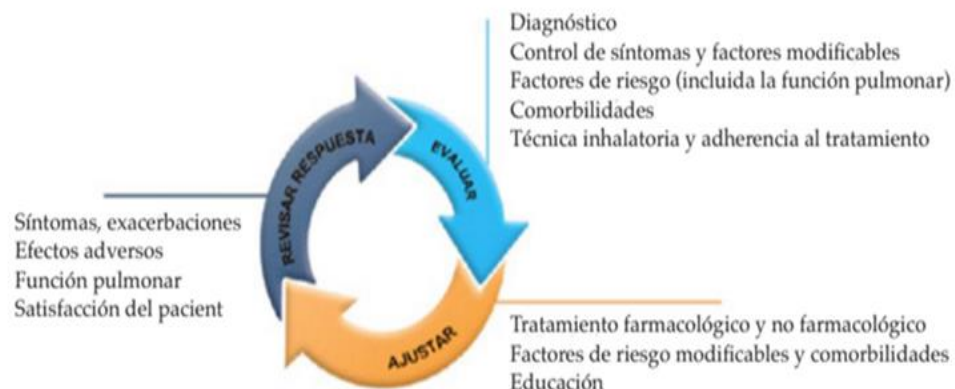 Diagnóstico
Control de síntomas y factores modificables
Factores de riesgo (incluida la función pulmonar)
Comorbilidades
Técnica inhalatoria y adherencia al tratamiento
EVALUAR
REVISAR RESPUESTA
Síntomas, exacerbaciones
Efectos adversos
Función pulmonar
Satisfacción del pacient
AJUSTAR
Tratamiento farmacológico y no farmacológico
Factores de riesgo modificables y comorbilidades
Educación